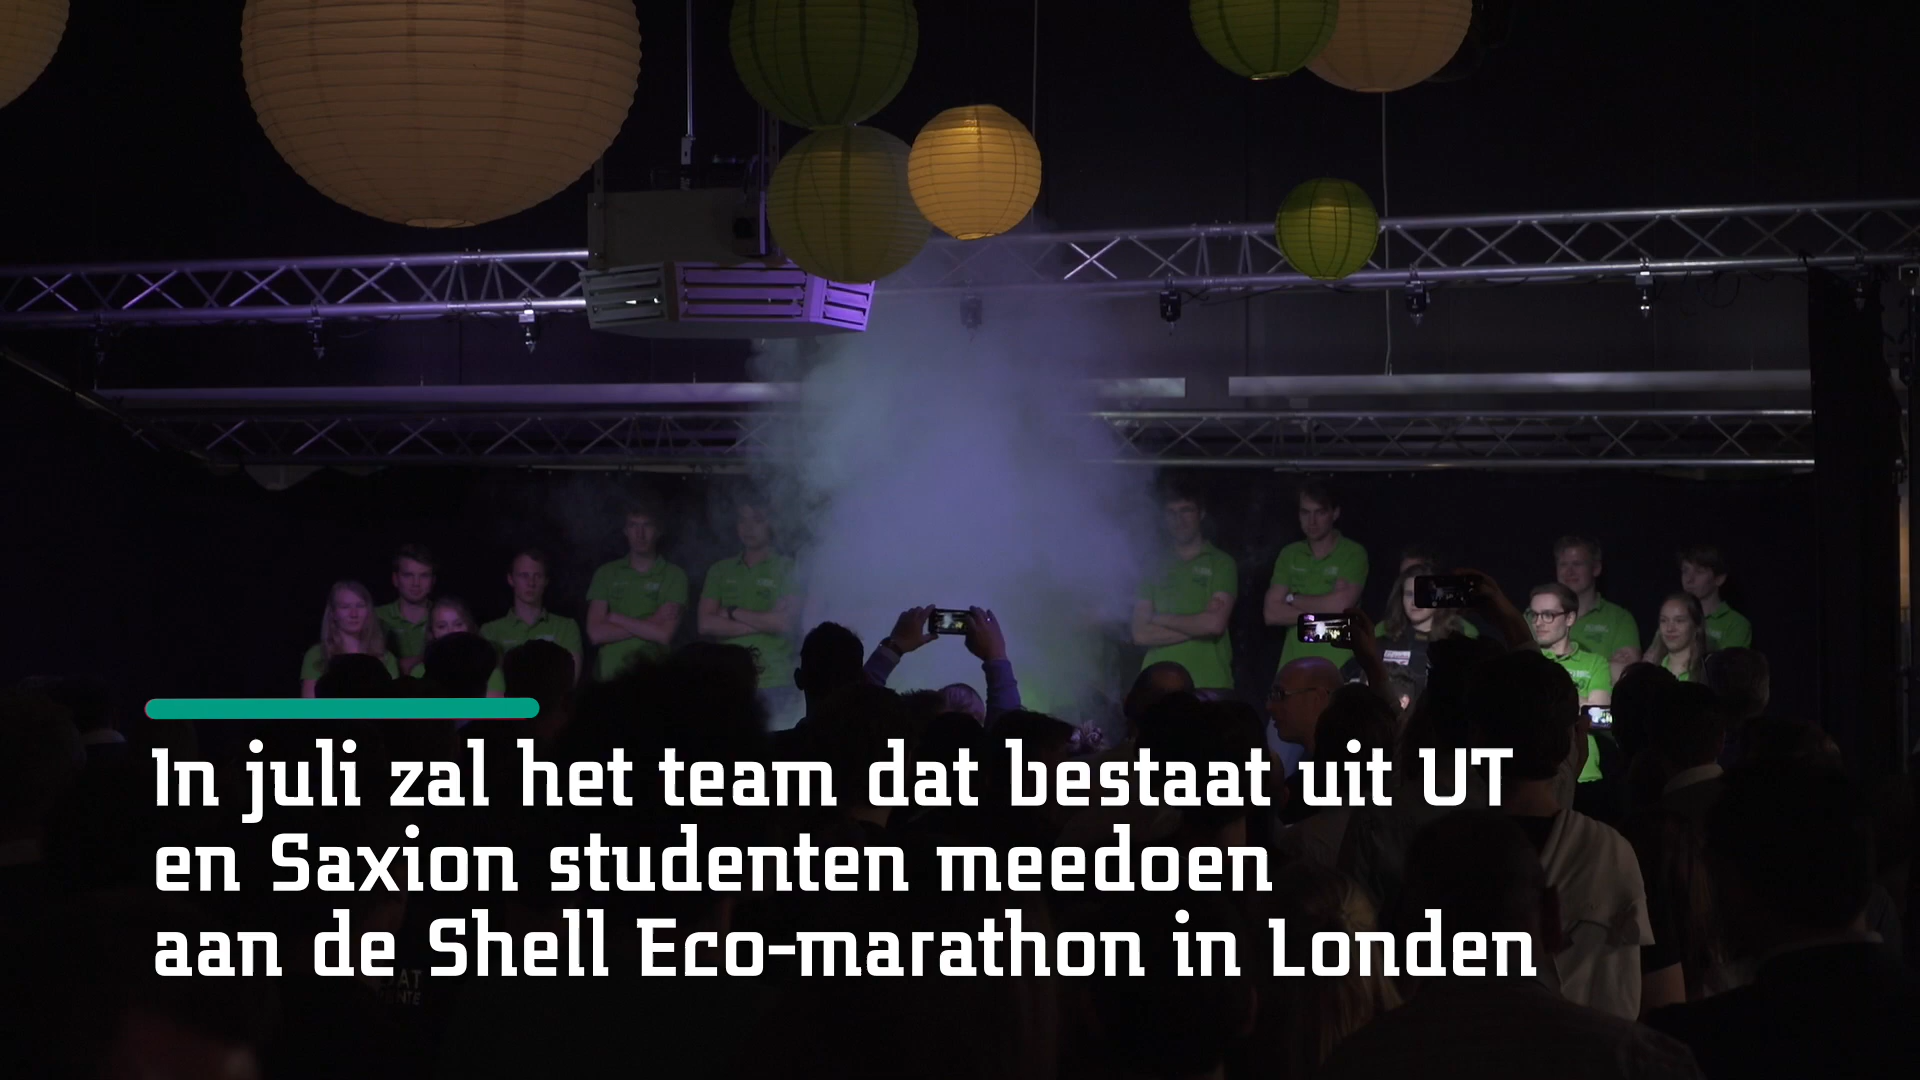 In juli zal het team dat bestaat uit UT
en Saxion studenten meedoen
aan de Shell Eco-marathon in Londen